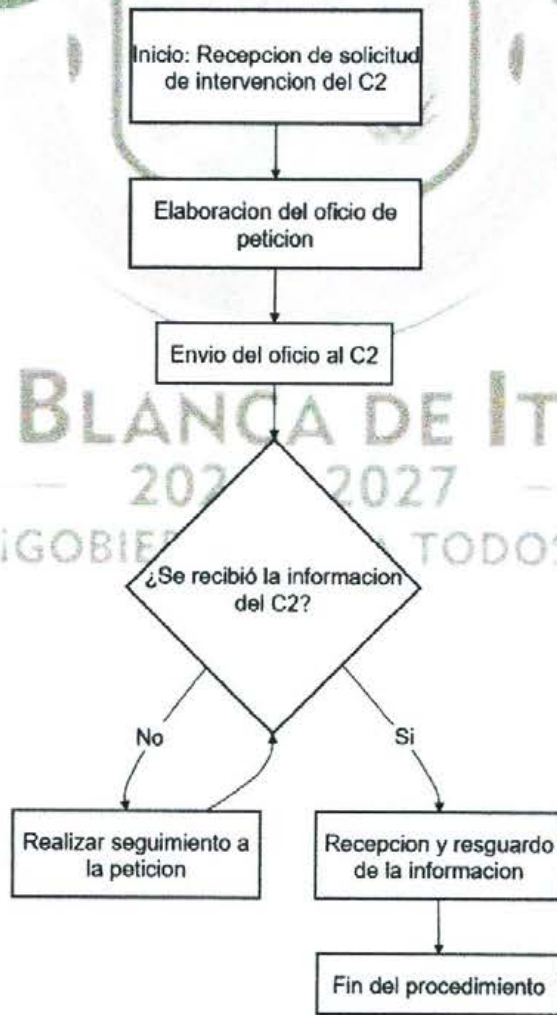 Inicio: Recepcion de solicitud
de intervencion del C2
Elaboracion del oficio de
peticion
Envio del oficio al C2
BLANCA DE IT
2027
TODOS
¿Se recibió la informacion
del C2?
No
Si
Realizar seguimiento a
la peticion
Recepcion y resguardo
de la informacion
Fin del procedimiento